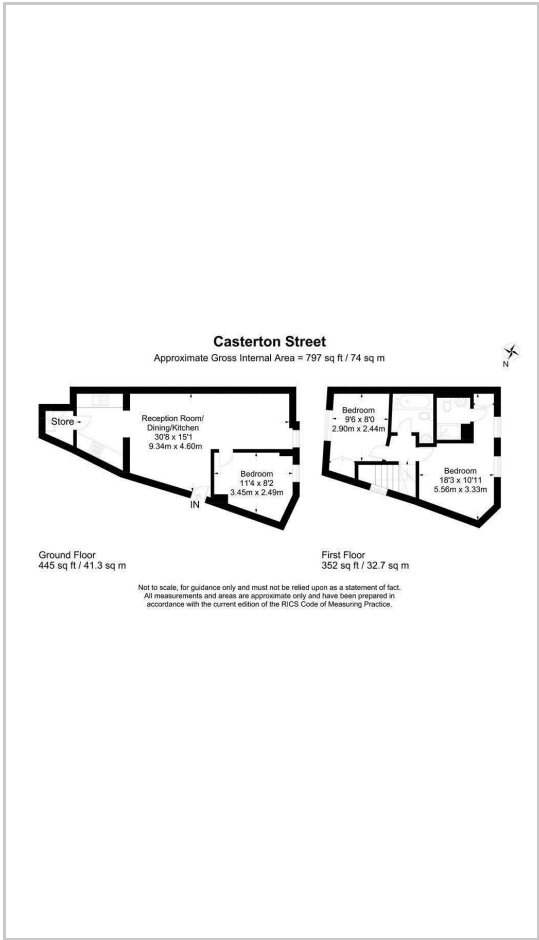 Casterton Street
Approximate Gross Internal Area = 797 sq ft / 74 sq m
N
Store
Reception Room/
Dining/Kitchen
30'8 x 15'1
9.34m x 4.60m
Bedroom
11'4 x 8'2
3.45m x 2.49m
IN
Ground Floor
445 sq ft / 41.3 sq m
Bedroom
9'6 x 8'0
2.90m x 2.44m
Bedroom
18'3 x 10'11
5.56m x 3.33m
First Floor
352 sq ft / 32.7 sq m
Not to scale, for guidance only and must not be relied upon as a statement of fact.
All measurements and areas are approximate only and have been prepared in
accordance with the current edition of the RICS Code of Measuring Practice.